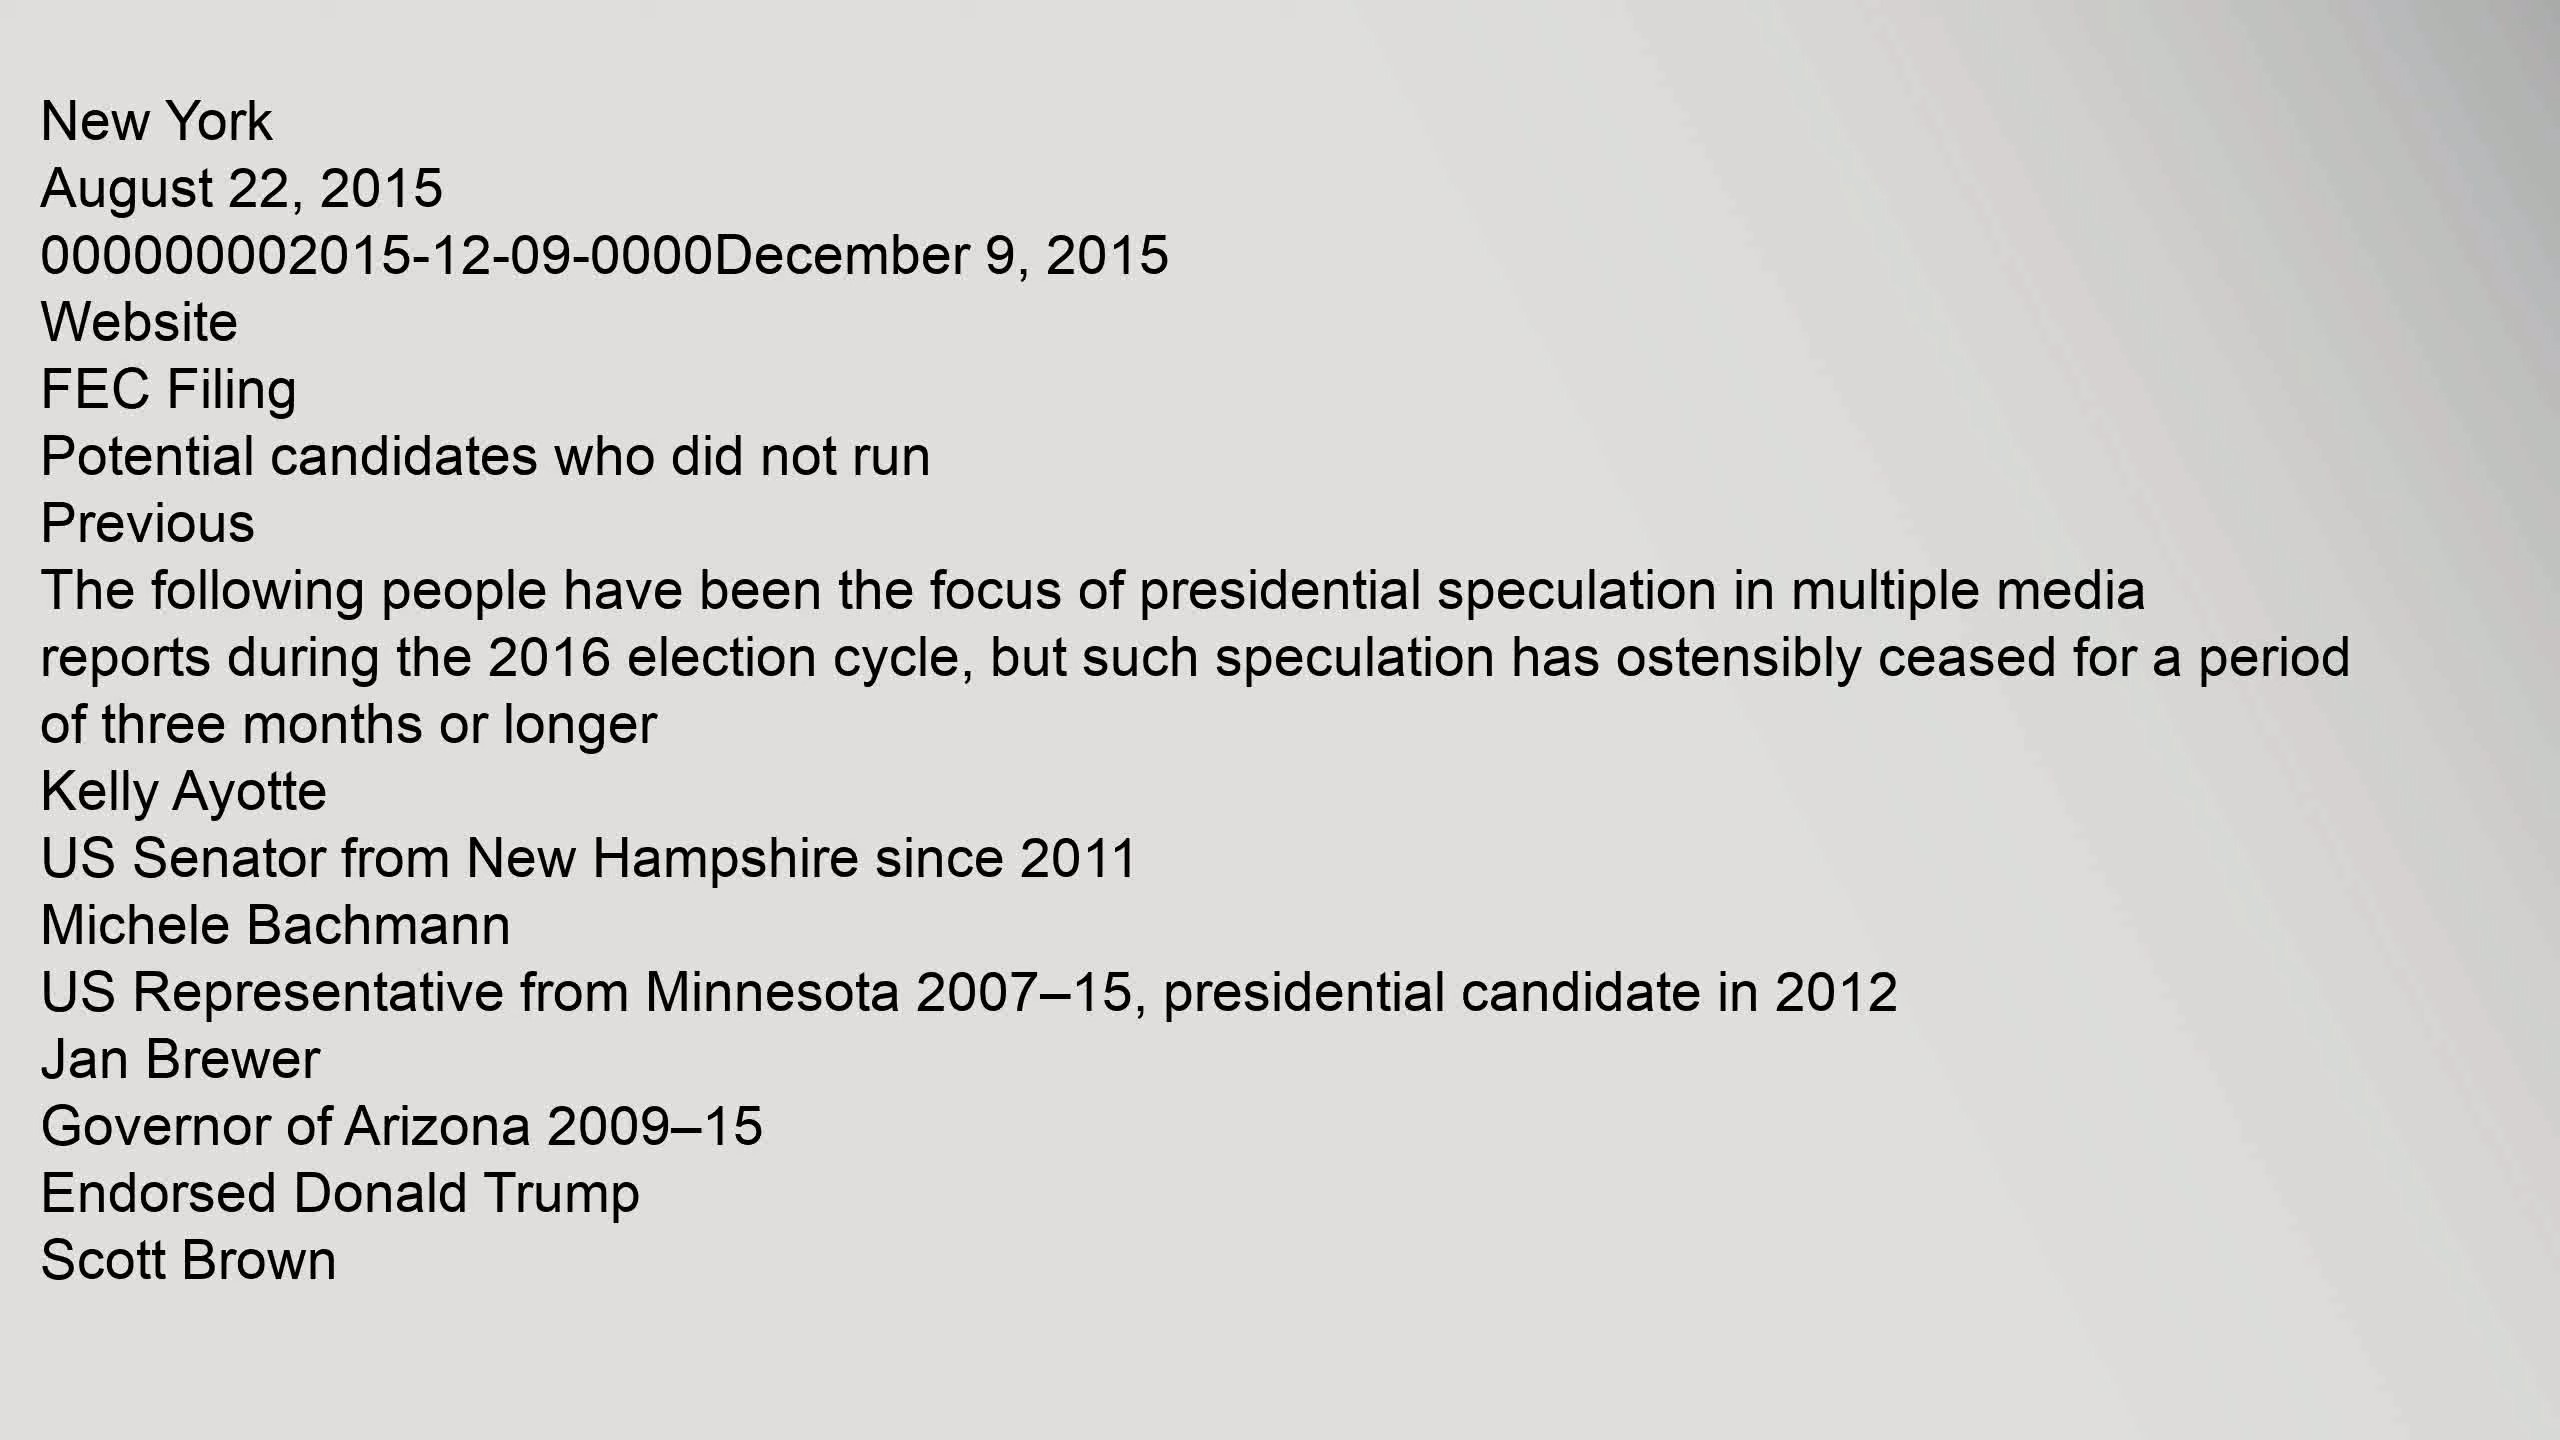 New York
August 22, 2015
000000002015-12-09-0000December 9, 2015
Website
FEC Filing
Potential candidates who did not run
Previous
The following people have been the focus of presidential speculation in multiple media
reports during the 2016 election cycle, but such speculation has ostensibly ceased for a period
of three months or longer
Kelly Ayotte
US Senator from New Hampshire since 2011
Michele Bachmann
US Representative from Minnesota 2007–15, presidential candidate in 2012
Jan Brewer
Governor of Arizona 2009–15
Endorsed Donald Trump
Scott Brown